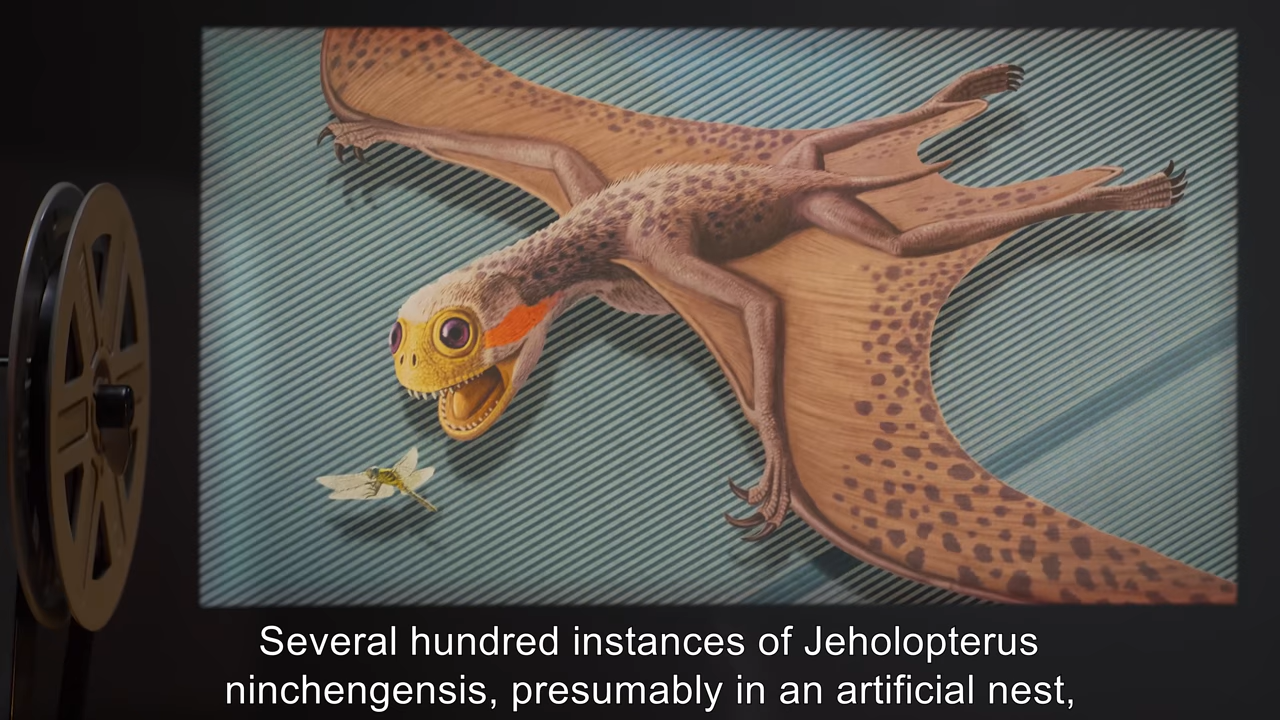 Several hundred instances of Jeholopterus
ninchengensis, presumably in an artificial nest,